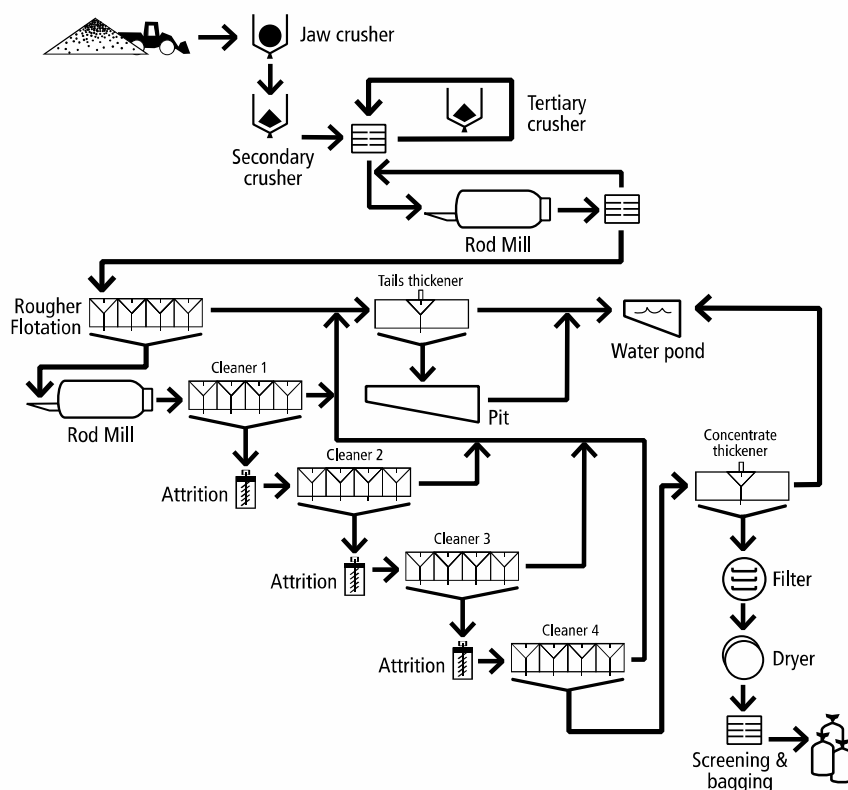 Jaw crusher
Tertiary
crusher
Secondary
crusher
Rod Mill
Rougher
Flotation
Tails thickener
Water pond
Cleaner 1
Rod Mill
Pit
Cleaner 2
Concentrate
thickener
Attrition
Cleaner 3
Attrition
Filter
Cleaner 4
Attrition
Dryer
Screening &
bagging